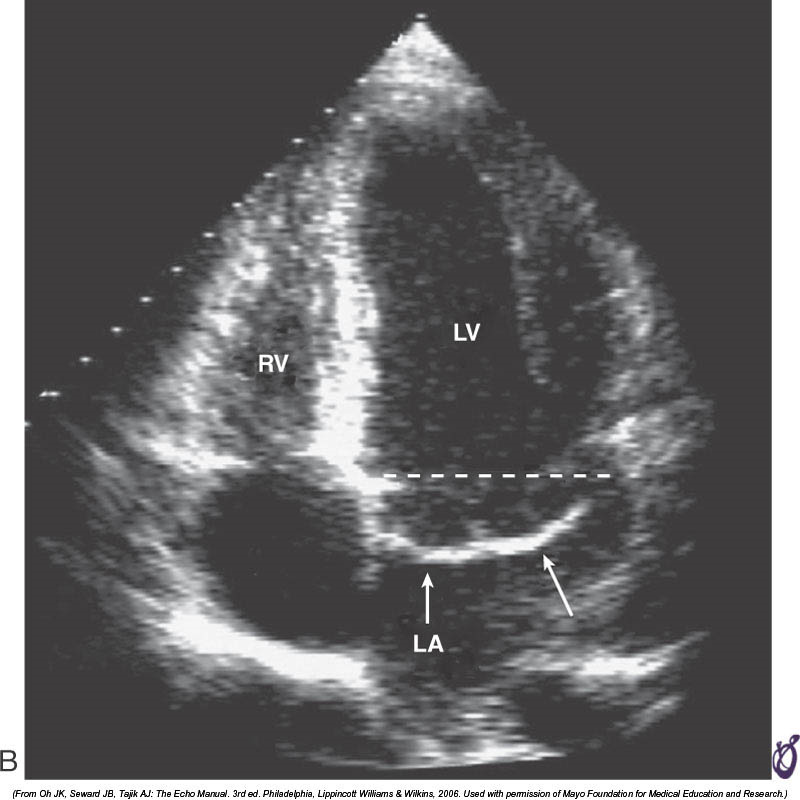 LV
RV
LA
B
(From Oh JK, Seward JB, Tajik AJ: The Echo Manual. 3rd ed. Philadelphia, Lippincott Williams & Wilkins, 2006. Used with permission of Mayo Foundation for Medical Education and Research.)